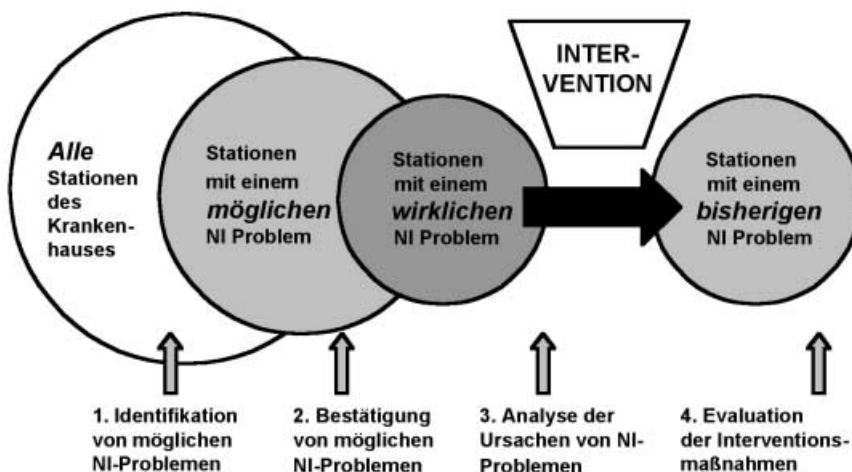 INTER-
VENTION
Alle
Stationen
des
Kranken-
hauses
Stationen
mit einem
möglichen
NI Problem
Stationen
mit einem
wirklichen
NI Problem
Stationen
mit einem
bisherigen
NI Problem
1. Identifikation
von möglichen
NI-Problemen
2. Bestätigung
von möglichen
NI-Problemen
3. Analyse der
Ursachen von NI-
Problemen
4. Evaluation
der Interventions-
maßnahmen